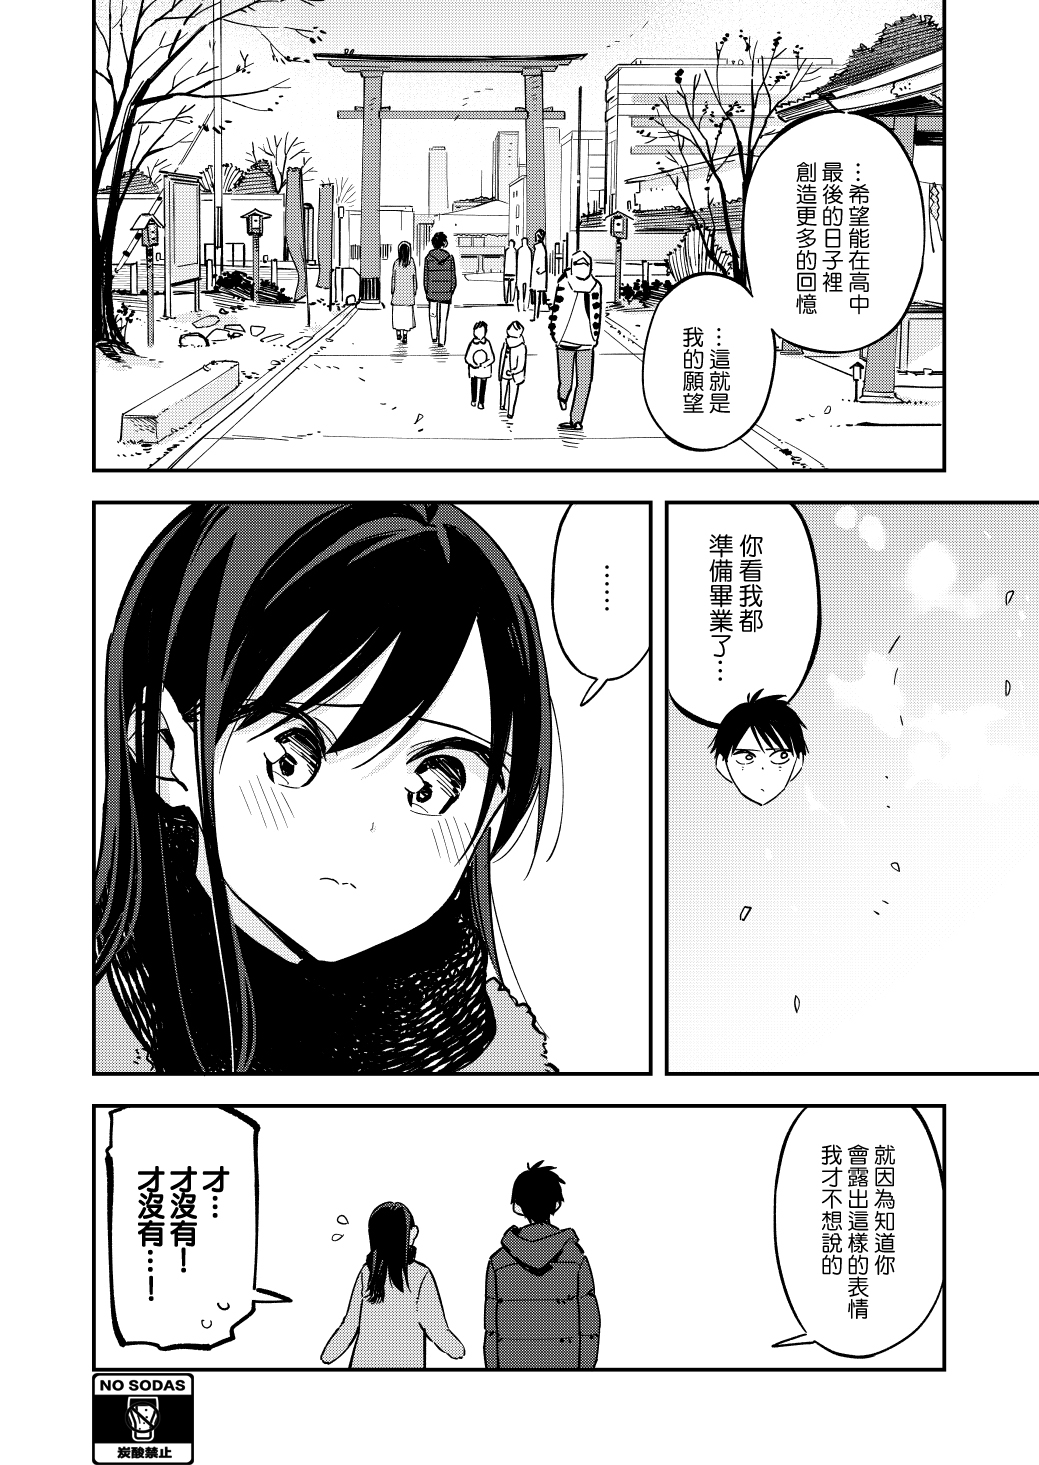 …希望能在高中
最後的日子裡
創造更多的回憶
…這就是
我的願望
你看我都
準備畢業了…
……
就因為知道你
會露出這樣的表情
我才不想說的
才…
才沒有！
才沒有…！
NO SODAS
炭酸禁止